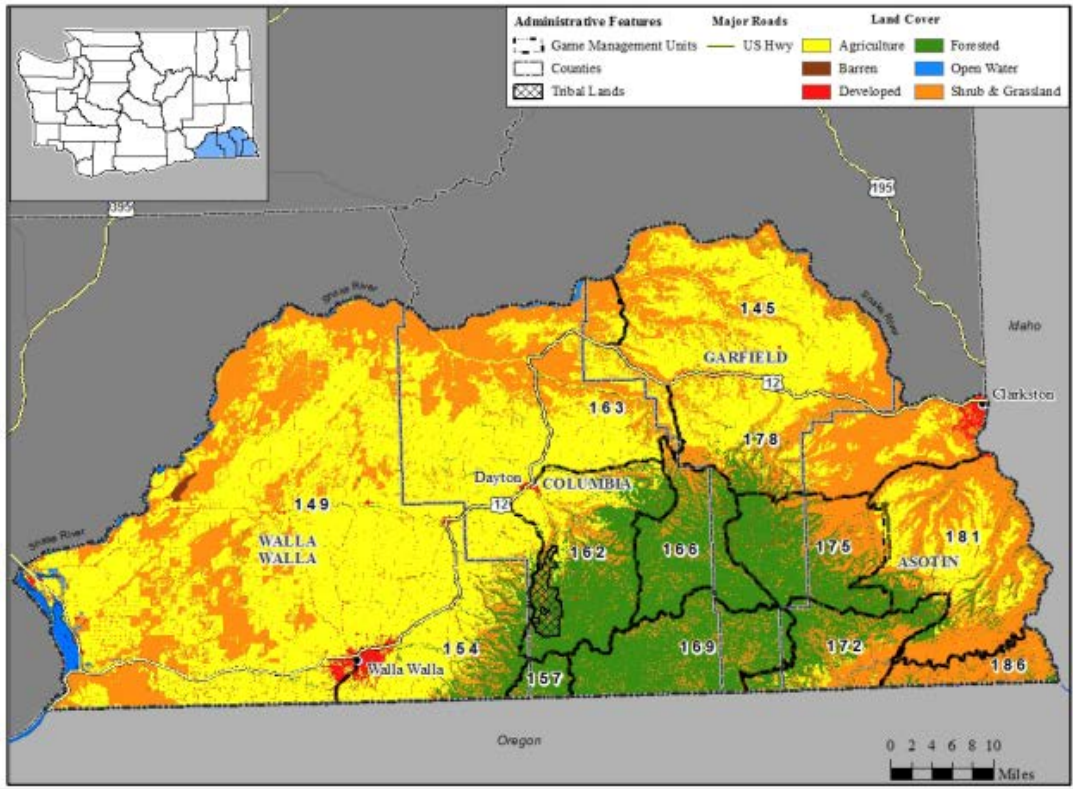 Administrative Features
Major Roads
Land Cover
Game Management Units
US Hwy
Agriculture
Forested
Counties
Barren
Open Water
Tribal Lands
Developed
Shrub & Grassland
395
195
Snake River
Snake River
145
Idaho
GARFIELD
12
Clarkston
163
178
Dayton
COLUMBIA
149
12
181
Snake River
WALLA
WALLA
162
166
175
ASOTIN
154
169
172
Walla Walla
157
186
Oregon
0 2 4 6 8 10
Miles